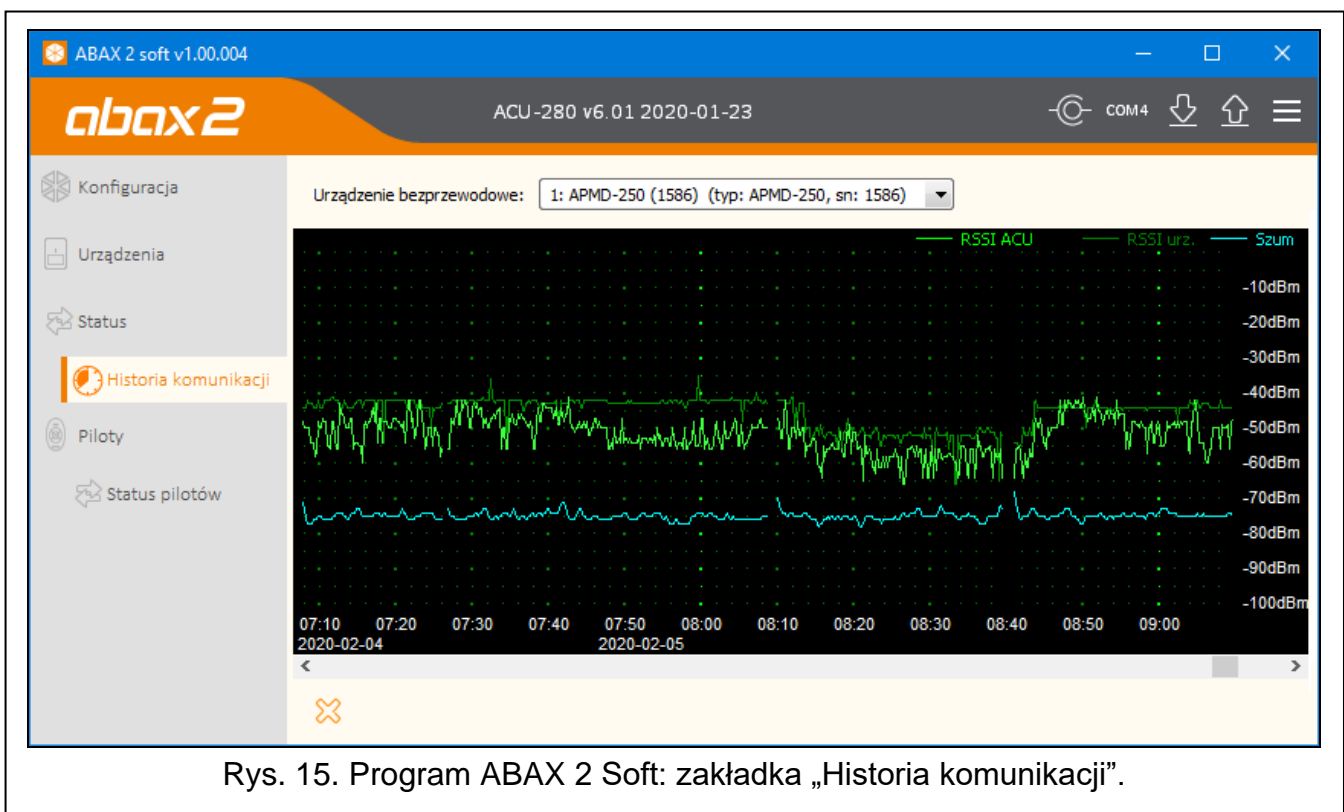 ABAX 2 soft v1.00.004
abax2
ACU-280 v6.01 2020-01-23
COM4
Konfiguracja
Urządzenia
Status
Historia komunikacji
Piloty
Status pilotów
Urządzenie bezprzewodowe: 1: APMD-250 (1586) (typ: APMD-250, sn: 1586)
RSSI ACU RSSI urz. Szum
-10dBm
-20dBm
-30dBm
-40dBm
-50dBm
-60dBm
-70dBm
-80dBm
-90dBm
-100dBm
07:10 07:20 07:30 07:40 07:50 08:00 08:10 08:20 08:30 08:40 08:50 09:00
2020-02-04 2020-02-05
Rys. 15. Program ABAX 2 Soft: zakładka „Historia komunikacji”.